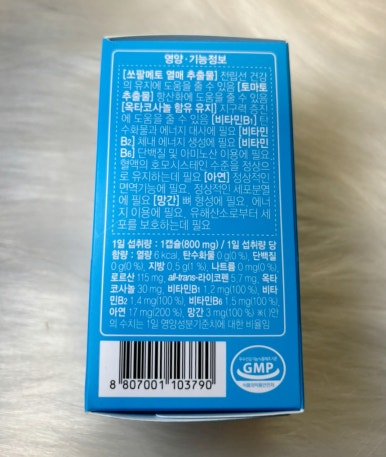 영양·기능정보
[쏘팔메토 열매 추출물] 전립선 건강
의 유지에 도움을 줄 수 있음 [토마토
추출물] 항산화에 도움을 줄 수 있음
[옥타코사놀 함유 유지] 지구력 증진
에 도움을 줄 수 있음 [비타민B1] 탄
수화물과 에너지 대사에 필요 [비타민
B2] 체내 에너지 생성에 필요 [비타민
B6] 단백질 및 아미노산 이용에 필요,
혈액의 호모시스테인 수준을 정상으
로 유지하는데 필요 [아연] 정상적인
면역기능에 필요, 정상적인 세포분열
에 필요 [망간] 뼈 형성에 필요, 에너
지 이용에 필요, 유해산소로부터 세
포를 보호하는데 필요
1일 섭취량 : 1캡슐(800 mg) / 1일 섭취량 당
함량 : 열량 6 kcal, 탄수화물 0 g(0 %), 단백질
0 g(0 %), 지방 0.5 g(1 %), 나트륨 0 mg(0 %),
로르산 115 mg, all-trans-라이코펜 5.7 mg, 옥타
코사놀 30 mg, 비타민B1 1.2 mg(100 %), 비타
민B2 1.4 mg(100 %), 비타민B6 1.5 mg(100 %)
아연 17 mg(200 %), 망간 3 mg(100 %) ※( )안
의 수치는 1일 영양성분기준치에 대한 비율임
8 807001 103790
GMP
식품의약품안전처